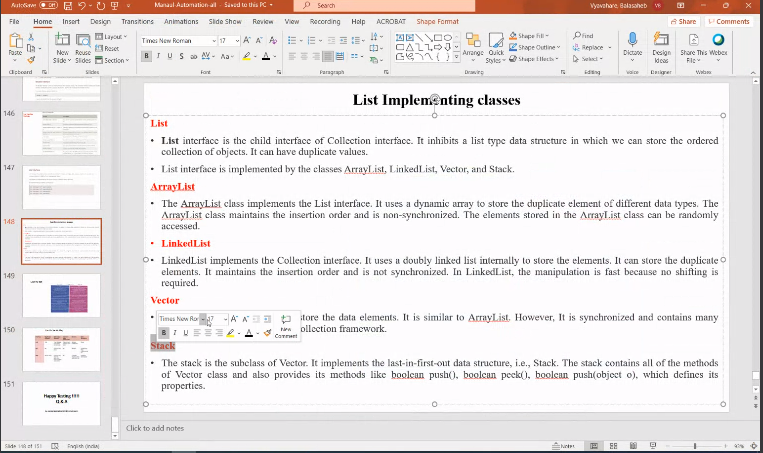 AutoSave Off
Manual-Automation-all - Saved to this PC
Search
Vyavahare, Balasaheb VB
File Home Insert Design Transitions Animations Slide Show Review View Recording Help ACROBAT Shape Format
Share Comments
Paste
New Slide
Reuse Slides
Layout
Reset
Section
Times New Roman 17
Arrange
Quick Styles
Shape Fill
Shape Outline
Shape Effects
Find
Replace
Select
Dictate
Design Ideas
Share This File
Webex
Clipboard Slides Font Paragraph Drawing Editing Voice Designer Webex
146
147
148
149
150
151
Happy Testing !!!!
Q & A
List Implementing classes
List
• List interface is the child interface of Collection interface. It inhibits a list type data structure in which we can store the ordered
collection of objects. It can have duplicate values.
• List interface is implemented by the classes ArrayList, LinkedList, Vector, and Stack.
ArrayList
• The ArrayList class implements the List interface. It uses a dynamic array to store the duplicate element of different data types. The
ArrayList class maintains the insertion order and is non-synchronized. The elements stored in the ArrayList class can be randomly
accessed.
• LinkedList
• LinkedList implements the Collection interface. It uses a doubly linked list internally to store the elements. It can store the duplicate
elements. It maintains the insertion order and is not synchronized. In LinkedList, the manipulation is fast because no shifting is
required.
Vector
Times New Ror 17
New Comment
store the data elements. It is similar to ArrayList. However, It is synchronized and contains many
ollection framework.
Stack
• The stack is the subclass of Vector. It implements the last-in-first-out data structure, i.e., Stack. The stack contains all of the methods
of Vector class and also provides its methods like boolean push(), boolean peek(), boolean push(object o), which defines its
properties.
Click to add notes
Slide 148 of 151 English (India) Notes 93%